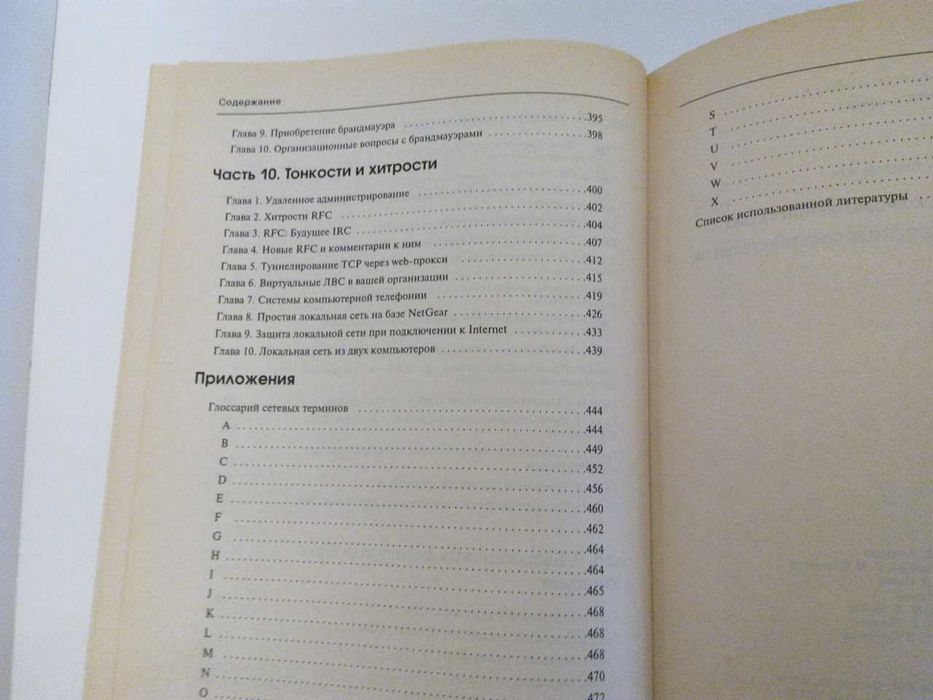 Содержание
Глава 9. Приобретение брандмауэра . . . . . 395
Глава 10. Организационные вопросы с брандмауэрами . . . . . 398
Часть 10. Тонкости и хитрости
Глава 1. Удаленное администрирование . . . . . 400
Глава 2. Хитрости RFC . . . . . 402
Глава 3. RFC: Будущее IRC . . . . . 404
Глава 4. Новые RFC и комментарии к ним . . . . . 407
Глава 5. Туннелирование TCP через web-прокси . . . . . 412
Глава 6. Виртуальные ЛВС в вашей организации . . . . . 415
Глава 7. Системы компьютерной телефонии . . . . . 419
Глава 8. Простая локальная сеть на базе NetGear . . . . . 426
Глава 9. Защита локальной сети при подключении к Internet . . . . . 433
Глава 10. Локальная сеть из двух компьютеров . . . . . 439
Приложения
Глоссарий сетевых терминов . . . . . 444
A . . . . . 444
B . . . . . 449
C . . . . . 452
D . . . . . 456
E . . . . . 460
F . . . . . 462
G . . . . . 464
H . . . . . 464
I . . . . . 465
J . . . . . 468
K . . . . . 468
L . . . . . 468
M . . . . . 470
N . . . . . 472
O . . . . .
S . . . . .
T . . . . .
U . . . . .
V . . . . .
W . . . . .
X . . . . .
Список использованной литературы . . .